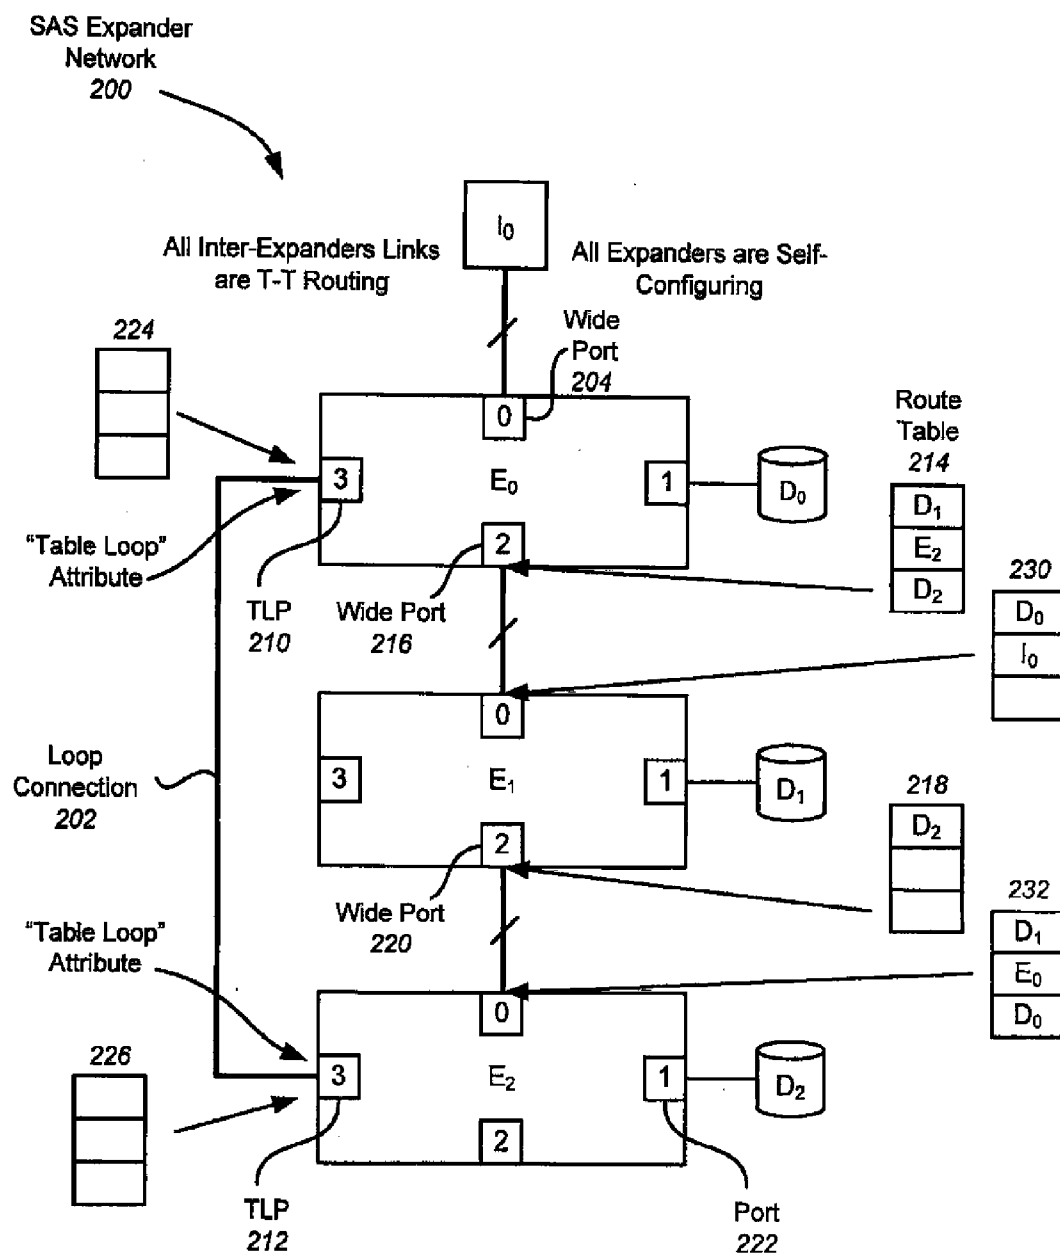 SAS Expander
Network
200
I0
All Inter-Expanders Links
are T-T Routing
All Expanders are Self-
Configuring
Wide
Port
204
224
0
Route
Table
214
3
E0
1
D0
D1
E2
D2
"Table Loop"
Attribute
2
230
D0
I0
TLP
210
Wide Port
216
0
Loop
Connection
202
3
E1
1
D1
218
D2
2
Wide Port
220
232
D1
E0
D0
"Table Loop"
Attribute
0
226
3
E2
1
D2
2
TLP
212
Port
222